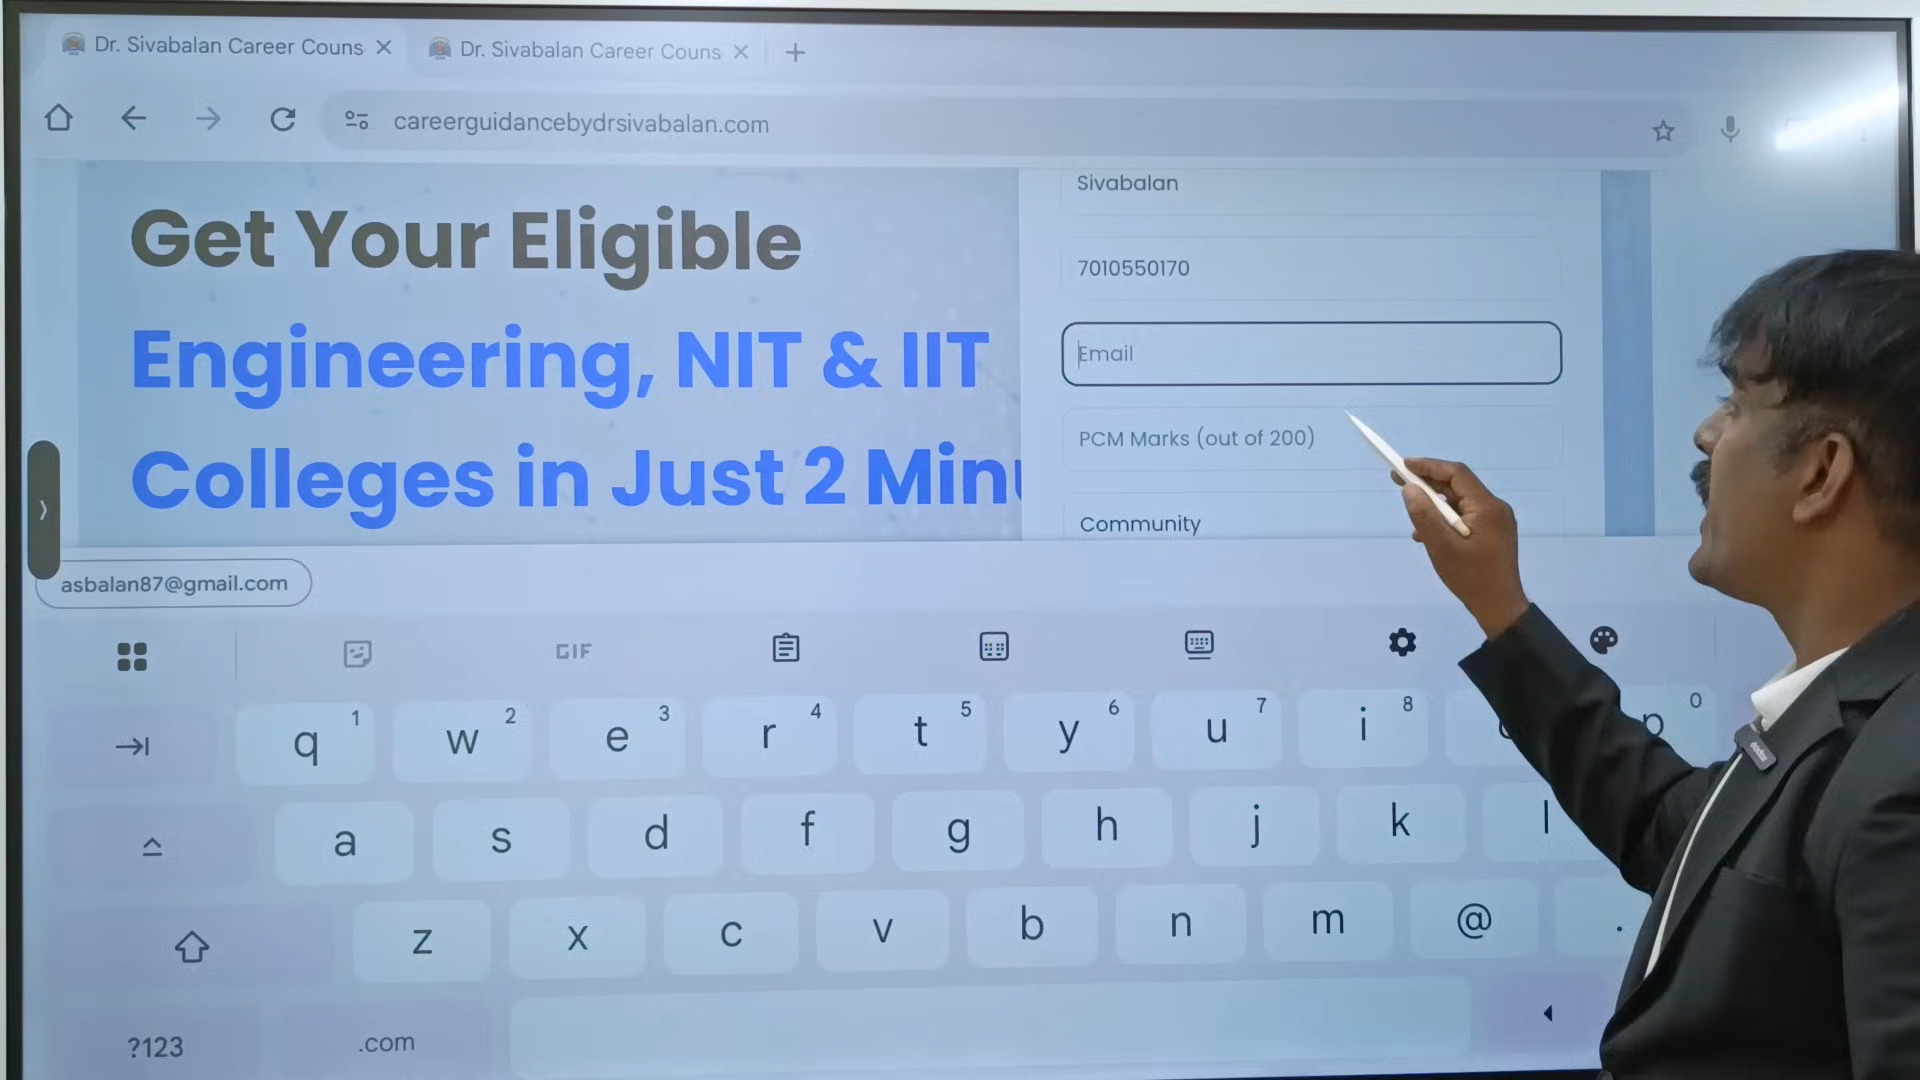 Dr. Sivabalan Career Couns
Dr. Sivabalan Career Couns
careerguidancebydrsivabalan.com
Get Your Eligible
Engineering, NIT & IIT
Colleges in Just 2 Min
Sivabalan
7010550170
Email
PCM Marks (out of 200)
Community
asbalan87@gmail.com
GIF
q 1 w 2 e 3 r 4 t 5 y 6 u 7 i 8 p 0
a s d f g h j k l
z x c v b n m @ .
?123 .com